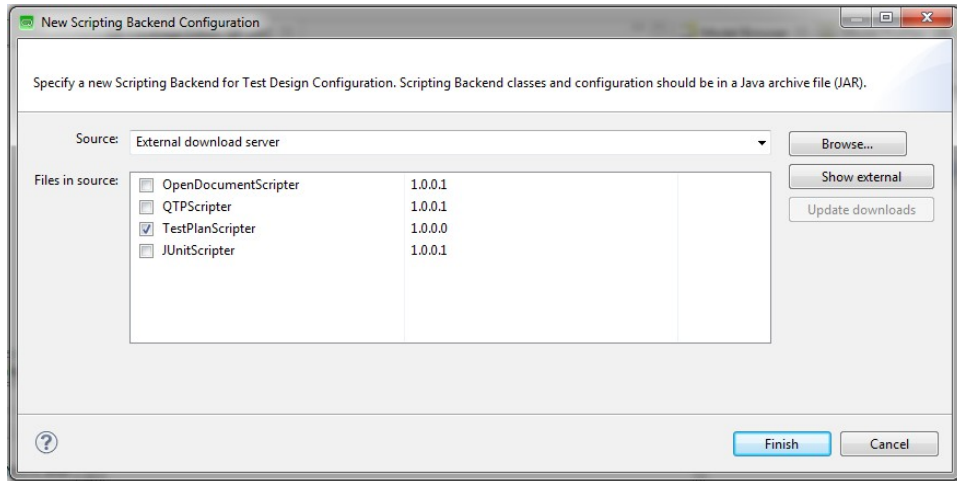 New Scripting Backend Configuration
Specify a new Scripting Backend for Test Design Configuration. Scripting Backend classes and configuration should be in a Java archive file (JAR).
Source: External download server Browse...
Files in source: Show external
OpenDocumentScripter 1.0.0.1
QTPScripter 1.0.0.1 Update downloads
TestPlanScripter 1.0.0.0
JUnitScripter 1.0.0.1
? Finish Cancel